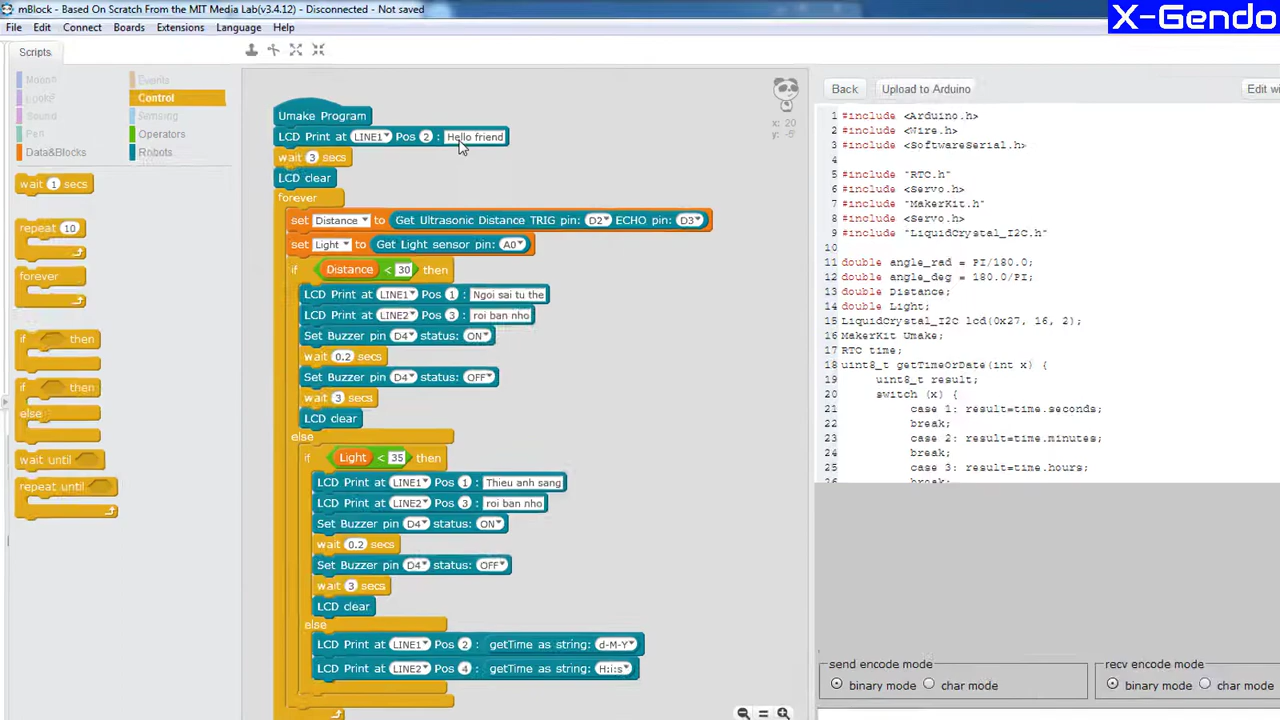 mBlock - Based On Scratch From the MIT Media Lab(v3.4.12) - Disconnected - Not saved
X-Gendo
File Edit Connect Boards Extensions Language Help
Scripts
Motion Events
Looks Control
Sound Sensing
Pen Operators
Data&Blocks Robots
wait 1 secs
repeat 10
forever
if then
if then
else
wait until
repeat until
Umake Program
LCD Print at LINE1 Pos 2 : Hello friend
wait 3 secs
LCD clear
forever
set Distance to Get Ultrasonic Distance TRIG pin: D2 ECHO pin: D3
set Light to Get Light sensor pin: A0
if Distance < 30 then
LCD Print at LINE1 Pos 1 : Ngoi sai tu the
LCD Print at LINE2 Pos 3 : roi ban nho
Set Buzzer pin D4 status: ON
wait 0.2 secs
Set Buzzer pin D4 status: OFF
wait 3 secs
LCD clear
else
if Light < 35 then
LCD Print at LINE1 Pos 1 : Thieu anh sang
LCD Print at LINE2 Pos 3 : roi ban nho
Set Buzzer pin D4 status: ON
wait 0.2 secs
Set Buzzer pin D4 status: OFF
wait 3 secs
LCD clear
else
LCD Print at LINE1 Pos 2 : getTime as string: d-M-Y
LCD Print at LINE2 Pos 4 : getTime as string: H:i:s
x: 20
Back Upload to Arduino Edit wi
1 #include <Arduino.h>
2 #include <Wire.h>
3 #include <SoftwareSerial.h>
4
5 #include "RTC.h"
6 #include <Servo.h>
7 #include "MakerKit.h"
8 #include <Servo.h>
9 #include "LiquidCrystal_I2C.h"
10
11 double angle_rad = PI/180.0;
12 double angle_deg = 180.0/PI;
13 double Distance;
14 double Light;
15 LiquidCrystal_I2C lcd(0x27, 16, 2);
16 MakerKit Umake;
17 RTC time;
18 uint8_t getTimeOrDate(int x) {
19 uint8_t result;
20 switch (x) {
21 case 1: result=time.seconds;
22 break;
23 case 2: result=time.minutes;
24 break;
25 case 3: result=time.hours;
26 break;
send encode mode
binary mode char mode
recv encode mode
binary mode char mode